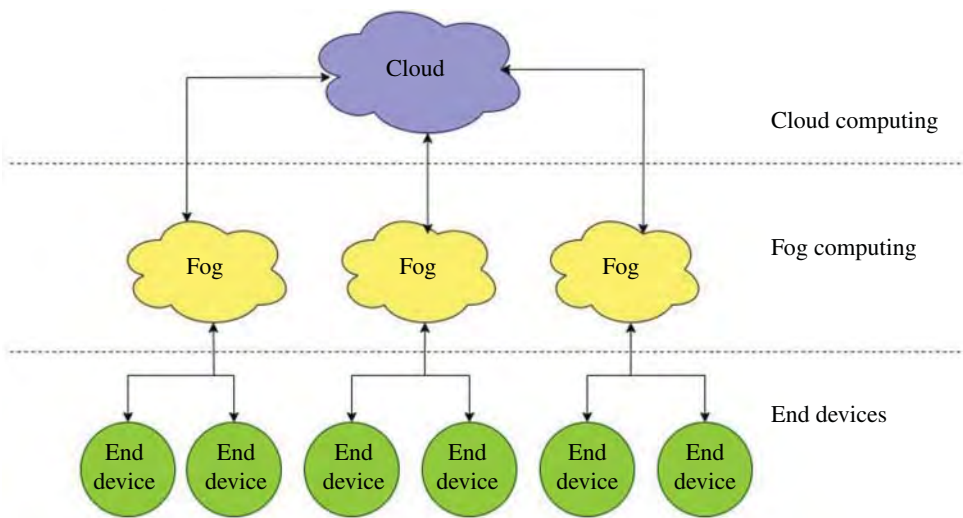 Cloud
Cloud computing
Fog
Fog
Fog
Fog computing
End devices
End
device
End
device
End
device
End
device
End
device
End
device